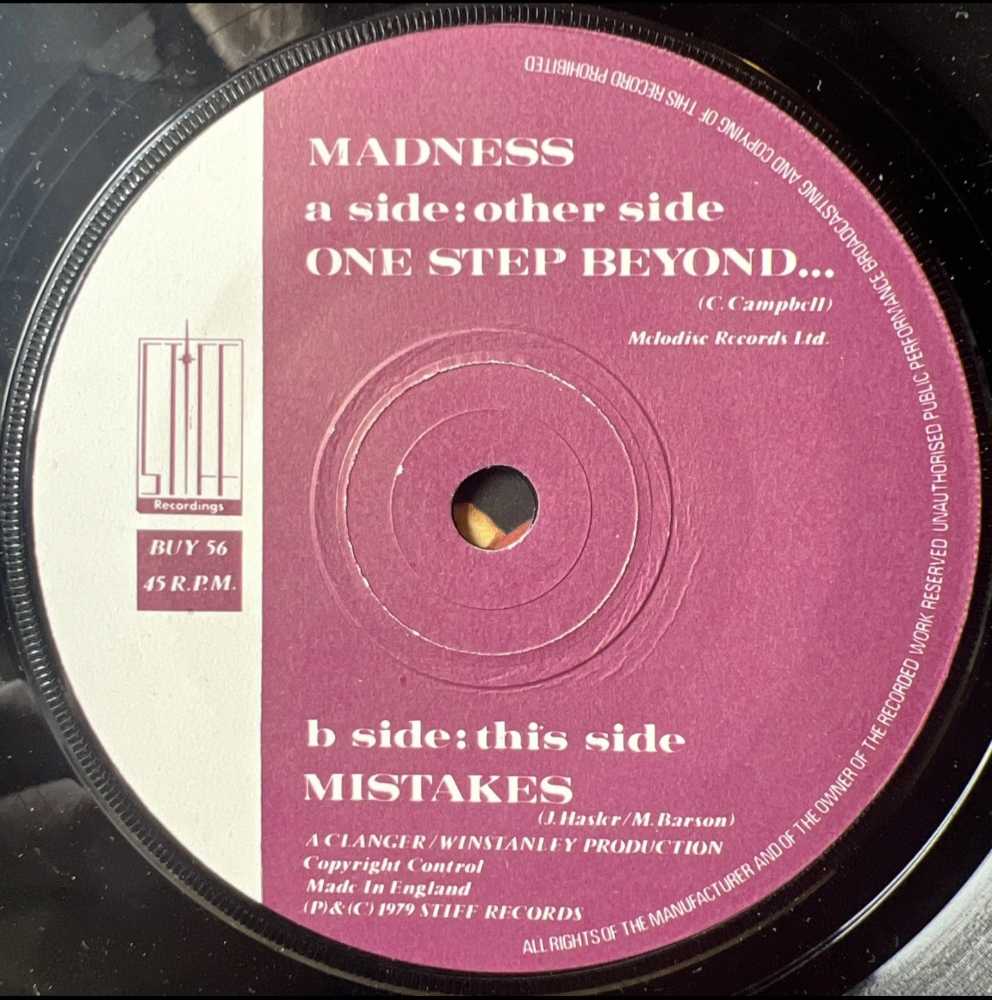 MADNESS
a side: other side
ONE STEP BEYOND...
(C. Campbell)
Melodisc Records Ltd.
STIFF
Recordings
BUY 56
45 R.P.M.
b side: this side
MISTAKES
(J. Hasler/M. Barson)
A CLANGER/WINSTANLEY PRODUCTION
Copyright Control
Made In England
(P)&(C) 1979 STIFF RECORDS
ALL RIGHTS OF THE MANUFACTURER AND OF THE OWNER OF THE RECORDED WORK RESERVED UNAUTHORISED PUBLIC PERFORMANCE BROADCASTING AND COPYING OF THIS RECORD PROHIBITED